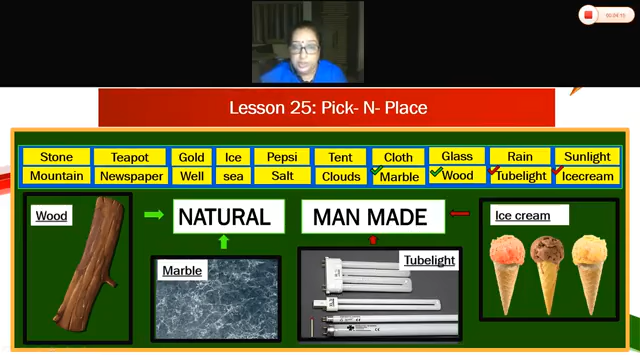 Lesson 25: Pick- N- Place
Stone Teapot Gold Ice Pepsi Tent Cloth Glass Rain Sunlight
Mountain Newspaper Well sea Salt Clouds Marble Wood Tubelight Icecream
Wood
NATURAL
MAN MADE
Ice cream
Marble
Tubelight